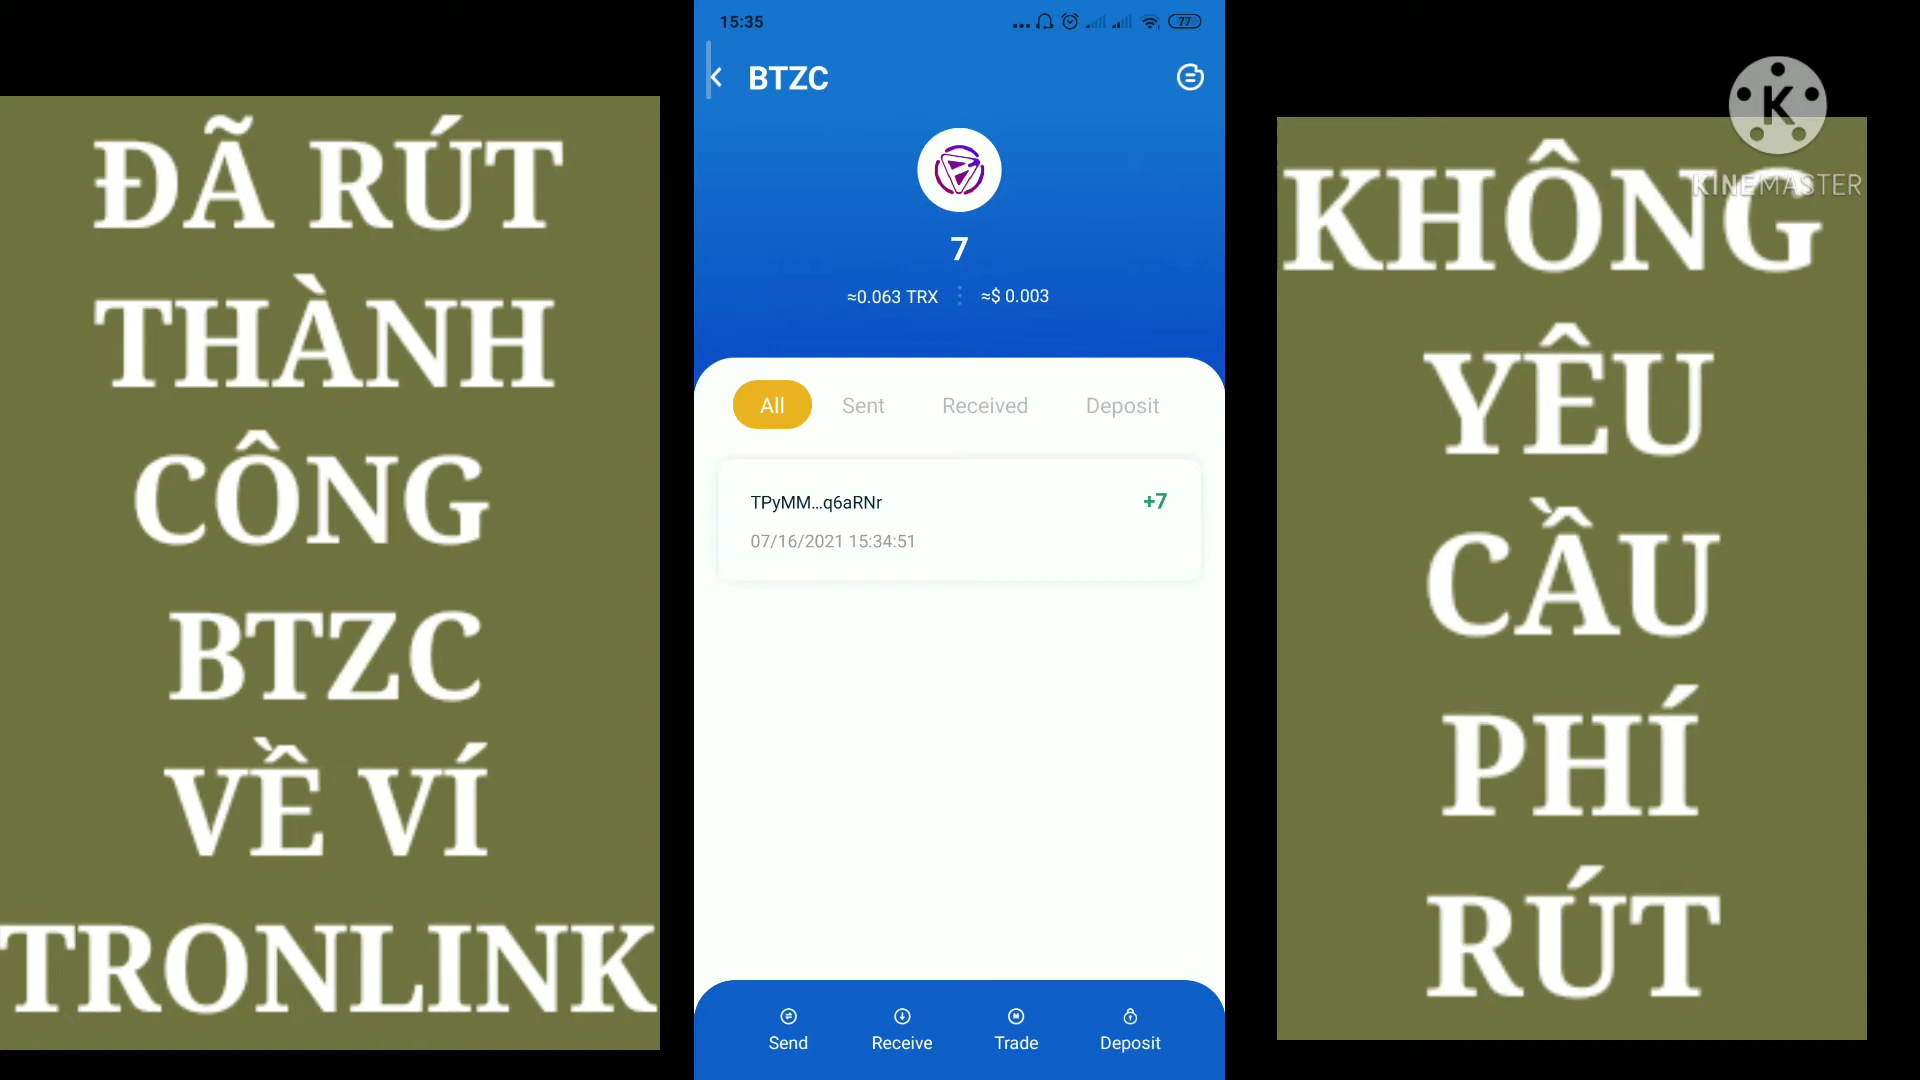 ĐÃ RÚT
THÀNH
CÔNG
BTZC
VỀ VÍ
TRONLINK
15:35
77
BTZC
7
≈0.063 TRX
≈$ 0.003
All
Sent
Received
Deposit
TPyMM...q6aRNr
+7
07/16/2021 15:34:51
Send
Receive
Trade
Deposit
K
KINEMASTER
KHÔNG
YÊU
CẦU
PHÍ
RÚT